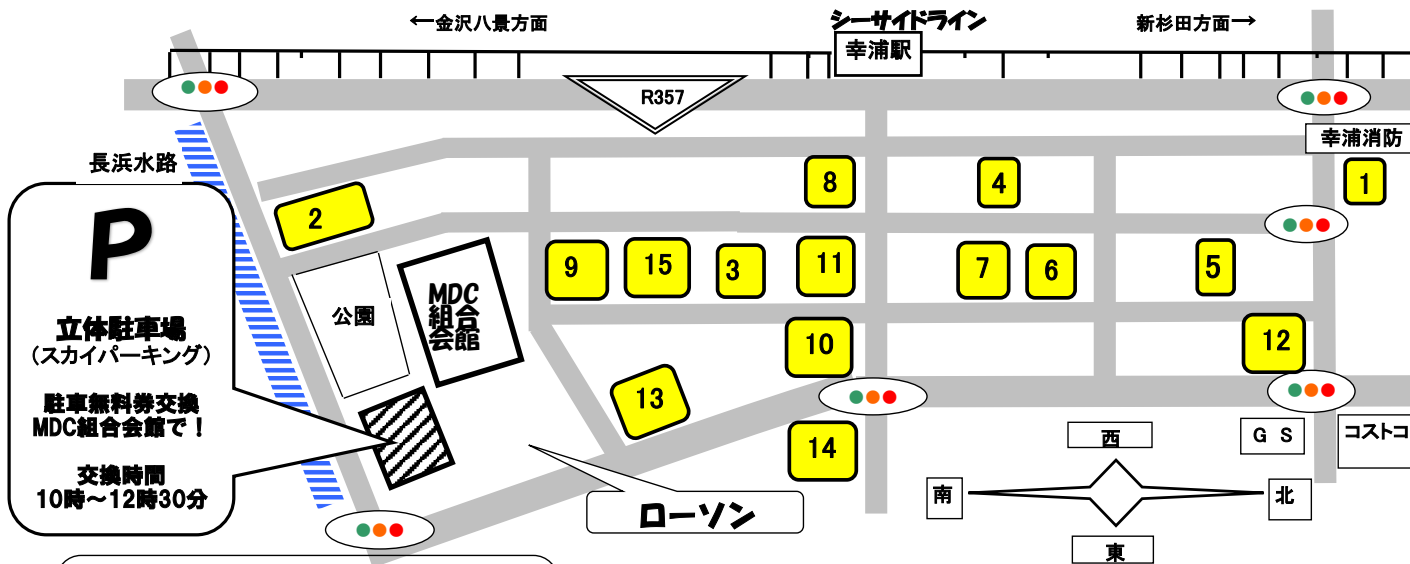 ←金沢八景方面
シーサイドライン
新杉田方面→
幸浦駅
R357
長浜水路
幸浦消防
P
立体駐車場
（スカイパーキング）
駐車無料券交換
MDC組合会館で！
交換時間
10時～12時30分
公園
MDC
組合
会館
ローソン
1
2
3
4
5
6
7
8
9
10
11
12
13
14
15
G S
コストコ
西
南
北
東